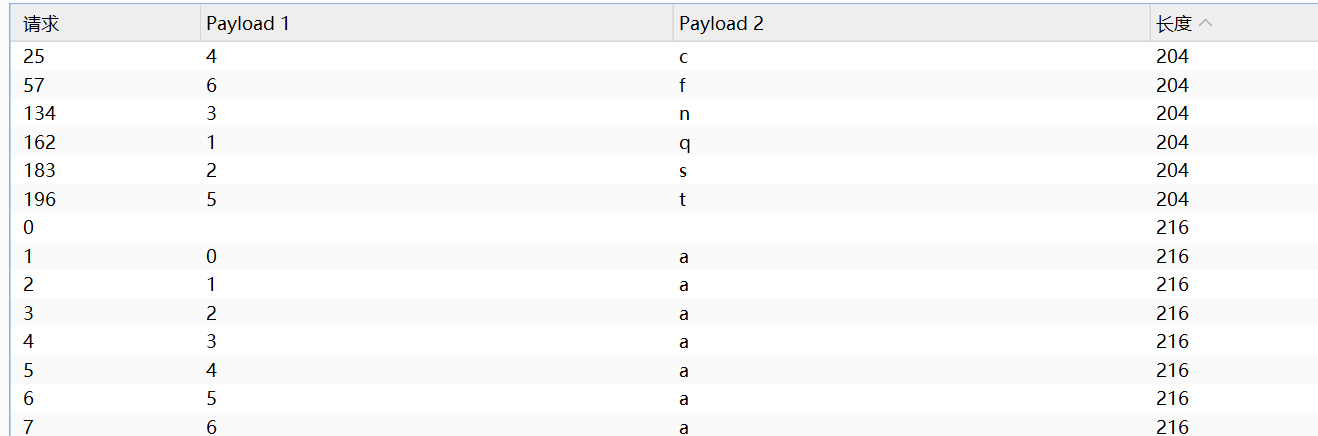 请求 Payload 1 Payload 2 长度
25 4 c 204
57 6 f 204
134 3 n 204
162 1 q 204
183 2 s 204
196 5 t 204
0 216
1 0 a 216
2 1 a 216
3 2 a 216
4 3 a 216
5 4 a 216
6 5 a 216
7 6 a 216